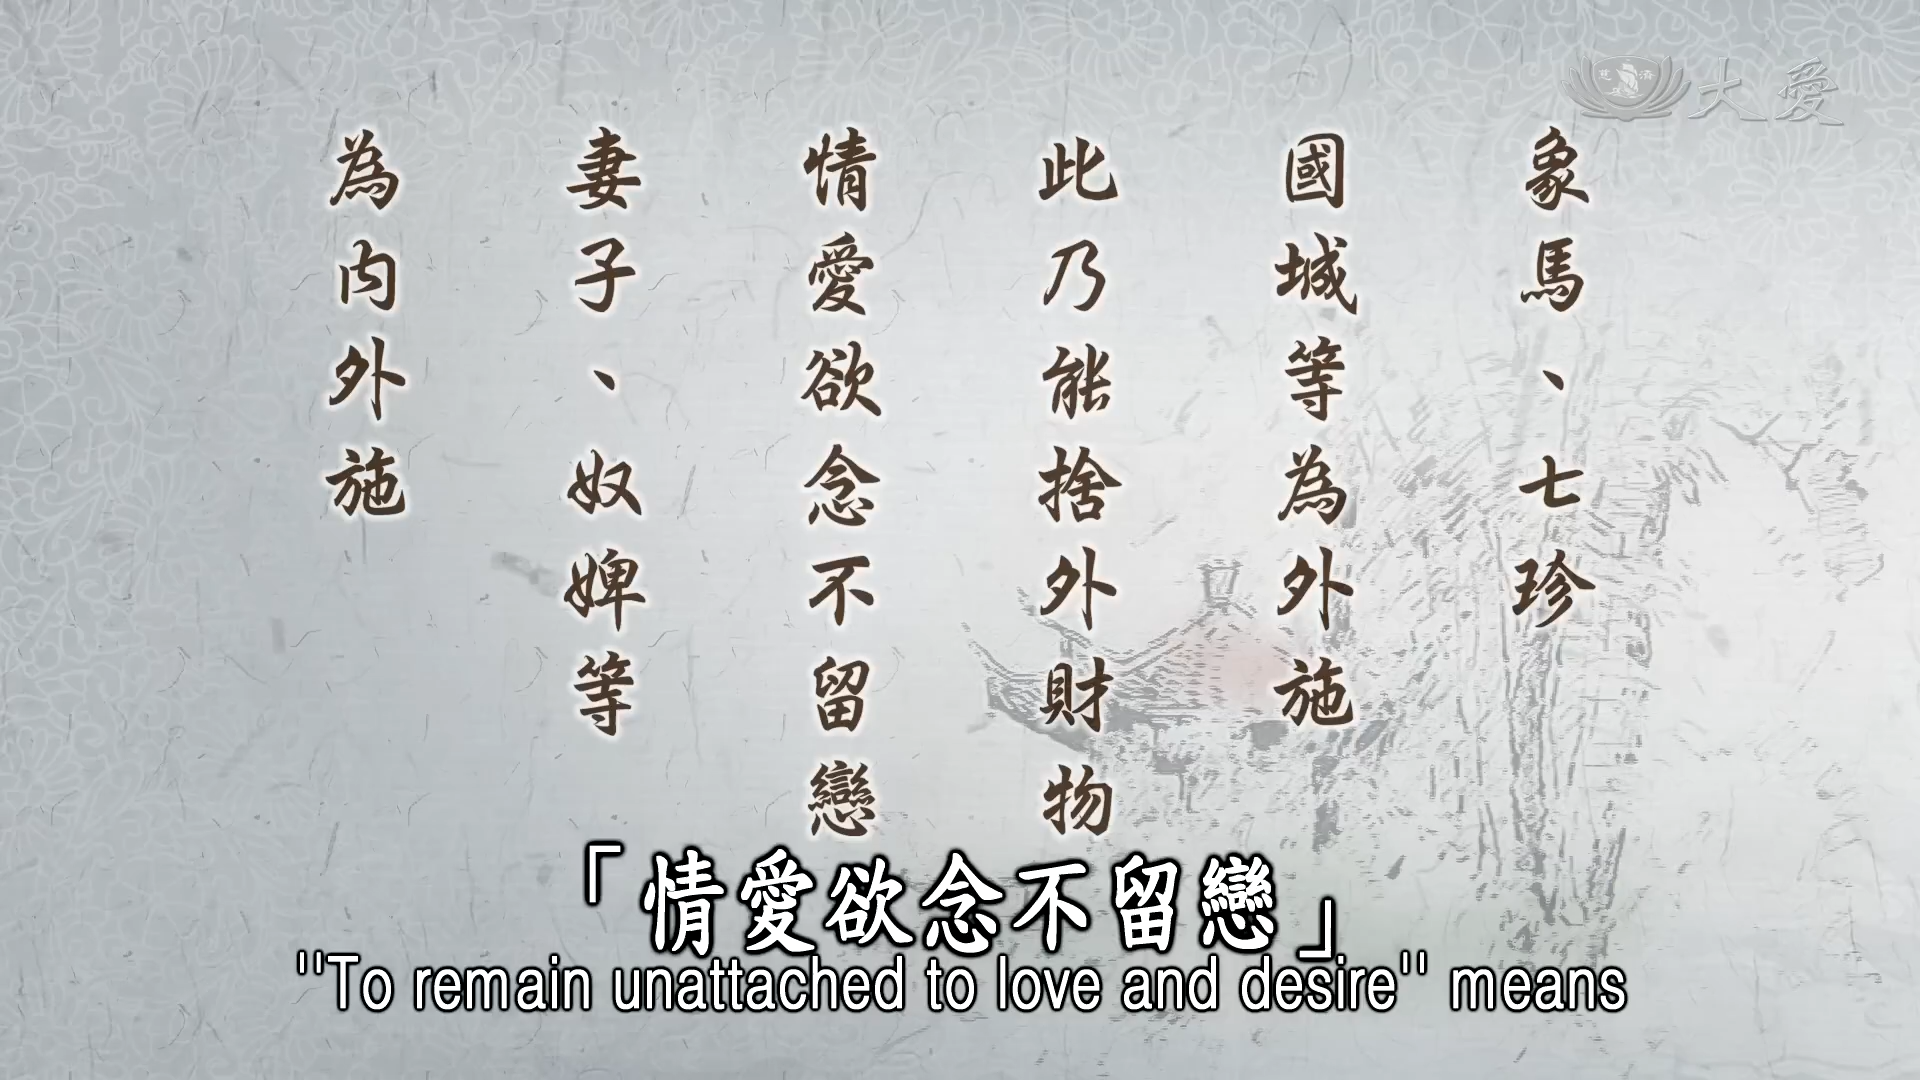 大愛
慈濟
象馬、七珍
國城等為外施
此乃能捨外財物
情愛欲念不留戀
妻子、奴婢等
為內外施
「情愛欲念不留戀」
"To remain unattached to love and desire" means